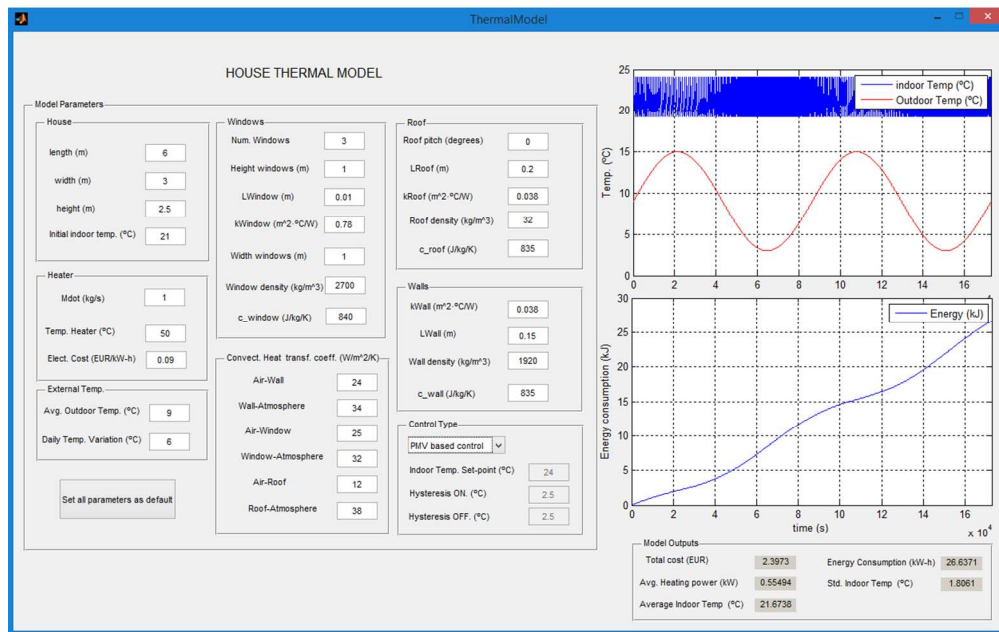 ThermalModel
HOUSE THERMAL MODEL
Model Parameters
House
length (m) 6
width (m) 3
height (m) 2.5
Initial indoor temp. (ºC) 21
Heater
Mdot (kg/s) 1
Temp. Heater (ºC) 50
Elect. Cost (EUR/kW-h) 0.09
External Temp.
Avg. Outdoor Temp. (ºC) 9
Daily Temp. Variation (ºC) 6
Set all parameters as default
Windows
Num. Windows 3
Height windows (m) 1
LWindow (m) 0.01
kWindow (m^2·ºC/W) 0.78
Width windows (m) 1
Window density (kg/m^3) 2700
c_window (J/kg/K) 840
Convect. Heat transf. coeff. (W/m^2/K)
Air-Wall 24
Wall-Atmosphere 34
Air-Window 25
Window-Atmosphere 32
Air-Roof 12
Roof-Atmosphere 38
Roof
Roof pitch (degrees) 0
LRoof (m) 0.2
kRoof (m^2·ºC/W) 0.038
Roof density (kg/m^3) 32
c_roof (J/kg/K) 835
Walls
kWall (m^2·ºC/W) 0.038
LWall (m) 0.15
Wall density (kg/m^3) 1920
c_wall (J/kg/K) 835
Control Type
PMV based control
Indoor Temp. Set-point (ºC) 24
Hysteresis ON. (ºC) 2.5
Hysteresis OFF. (ºC) 2.5
indoor Temp (ºC)
Outdoor Temp (ºC)
Temp. (ºC)
25
20
15
10
5
0
0 2 4 6 8 10 12 14 16
Energy (kJ)
Energy consumption (kJ)
30
25
20
15
10
5
0
0 2 4 6 8 10 12 14 16
time (s)
x 10^4
Model Outputs
Total cost (EUR) 2.3973
Energy Consumption (kW-h) 26.6371
Avg. Heating power (kW) 0.55494
Std. Indoor Temp (ºC) 1.8061
Average Indoor Temp (ºC) 21.6738